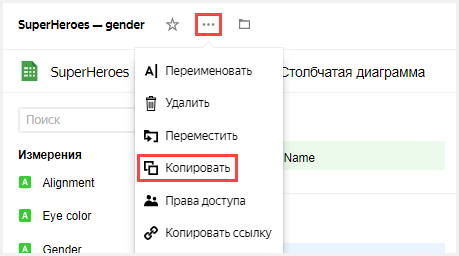 SuperHeroes — gender
SuperHeroes
Столбчатая диаграмма
Поиск
Измерения
A Alignment
A Eye color
A Gender
A Переименовать
Удалить
Переместить
Копировать
Права доступа
Копировать ссылку
Name